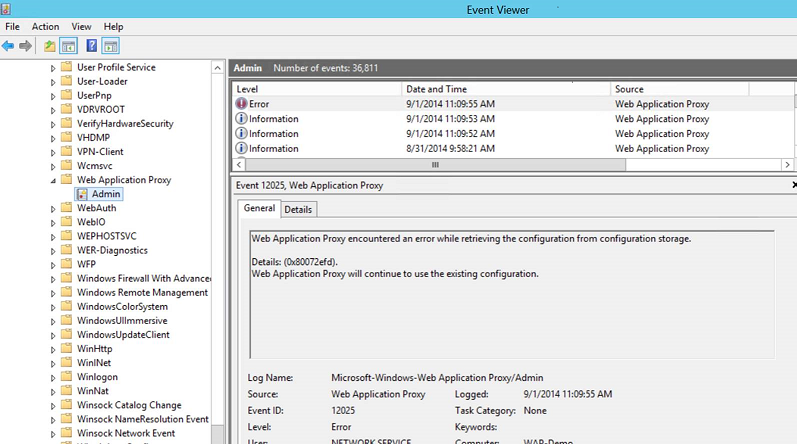 Event Viewer
File Action View Help
User Profile Service
User-Loader
UserPnp
VDRVROOT
VerifyHardwareSecurity
VHDMP
VPN-Client
Wcmsvc
Web Application Proxy
Admin
WebAuth
WebIO
WEPHOSTSVC
WER-Diagnostics
WFP
Windows Firewall With Advanced
Windows Remote Management
WindowsColorSystem
WindowsUIImmersive
WindowsUpdateClient
WinHttp
WinINet
Winlogon
WinNat
Winsock Catalog Change
Winsock NameResolution Event
Winsock Network Event
Admin Number of events: 36,811
Level Date and Time Source
Error 9/1/2014 11:09:55 AM Web Application Proxy
Information 9/1/2014 11:09:53 AM Web Application Proxy
Information 9/1/2014 11:09:52 AM Web Application Proxy
Information 8/31/2014 9:58:21 AM Web Application Proxy
Event 12025, Web Application Proxy
General Details
Web Application Proxy encountered an error while retrieving the configuration from configuration storage.
Details: (0x80072efd).
Web Application Proxy will continue to use the existing configuration.
Log Name: Microsoft-Windows-Web Application Proxy/Admin
Source: Web Application Proxy Logged: 9/1/2014 11:09:55 AM
Event ID: 12025 Task Category: None
Level: Error Keywords:
User: NETWORK SERVICE Computer: WAP-Demo